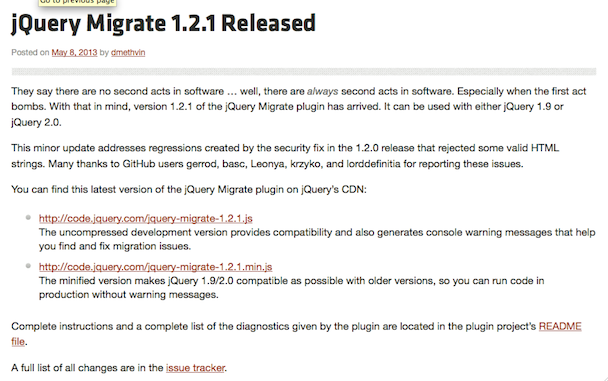 Go to previous page
jQuery Migrate 1.2.1 Released
Posted on May 8, 2013 by dmethvin
They say there are no second acts in software … well, there are always second acts in software. Especially when the first act
bombs. With that in mind, version 1.2.1 of the jQuery Migrate plugin has arrived. It can be used with either jQuery 1.9 or
jQuery 2.0.
This minor update addresses regressions created by the security fix in the 1.2.0 release that rejected some valid HTML
strings. Many thanks to GitHub users gerrod, basc, Leonya, krzyko, and lorddefinitia for reporting these issues.
You can find this latest version of the jQuery Migrate plugin on jQuery's CDN:
http://code.jquery.com/jquery-migrate-1.2.1.js
The uncompressed development version provides compatibility and also generates console warning messages that help
you find and fix migration issues.
http://code.jquery.com/jquery-migrate-1.2.1.min.js
The minified version makes jQuery 1.9/2.0 compatible as possible with older versions, so you can run code in
production without warning messages.
Complete instructions and a complete list of the diagnostics given by the plugin are located in the plugin project's README
file.
A full list of all changes are in the issue tracker.